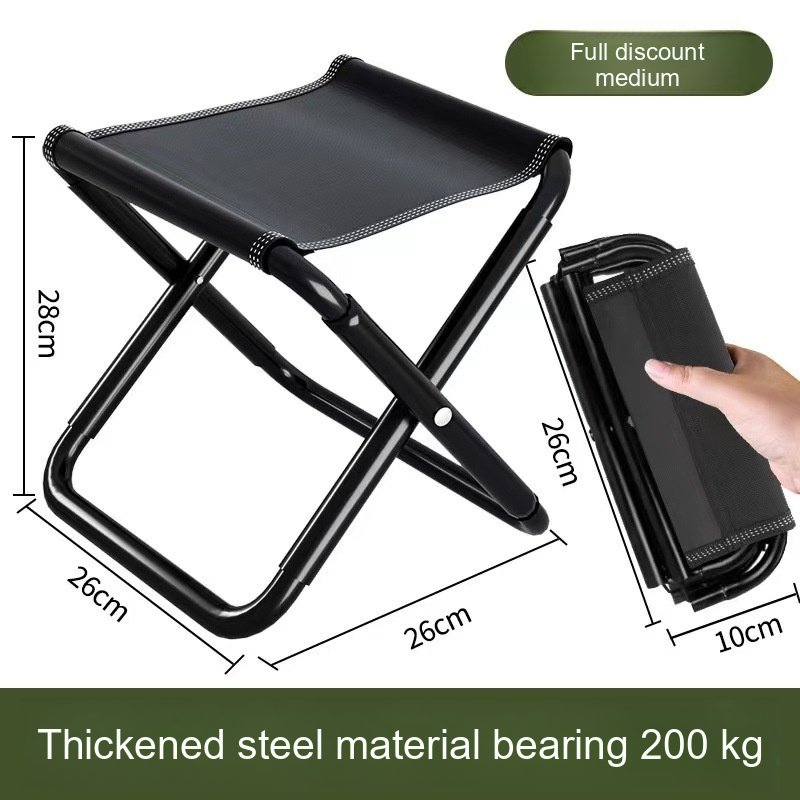 Full discount
medium
28cm
26cm
26cm
26cm
10cm
Thickened steel material bearing 200 kg